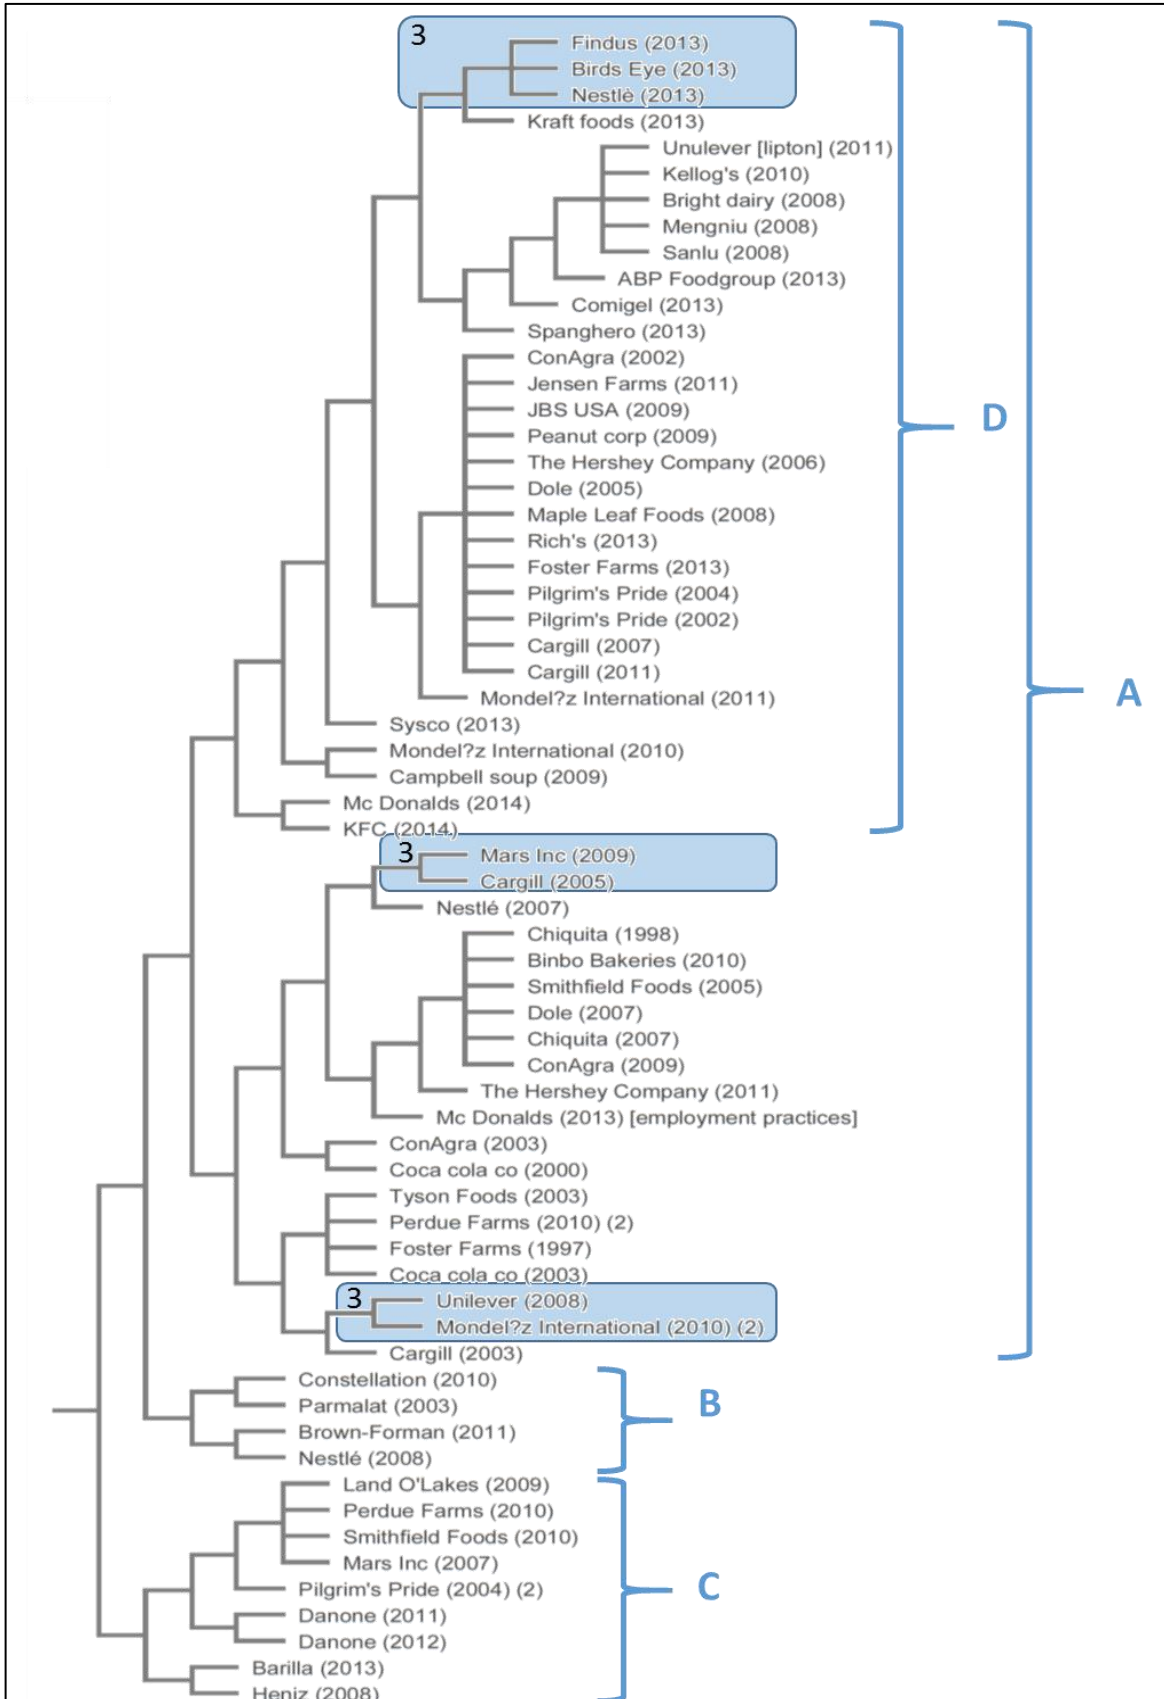 3
Findus (2013)
Birds Eye (2013)
Nestlè (2013)
Kraft foods (2013)
Unulever [lipton] (2011)
Kellog's (2010)
Bright dairy (2008)
Mengniu (2008)
Sanlu (2008)
ABP Foodgroup (2013)
Comigel (2013)
Spanghero (2013)
ConAgra (2002)
Jensen Farms (2011)
JBS USA (2009)
D
Peanut corp (2009)
The Hershey Company (2006)
Dole (2005)
Maple Leaf Foods (2008)
Rich's (2013)
Foster Farms (2013)
Pilgrim's Pride (2004)
Pilgrim's Pride (2002)
Cargill (2007)
Cargill (2011)
A
Mondel?z International (2011)
Sysco (2013)
Mondel?z International (2010)
Campbell soup (2009)
Mc Donalds (2014)
KFC (2014)
3
Mars Inc (2009)
Cargill (2005)
Nestlé (2007)
Chiquita (1998)
Binbo Bakeries (2010)
Smithfield Foods (2005)
Dole (2007)
Chiquita (2007)
ConAgra (2009)
The Hershey Company (2011)
Mc Donalds (2013) [employment practices]
ConAgra (2003)
Coca cola co (2000)
Tyson Foods (2003)
Perdue Farms (2010) (2)
Foster Farms (1997)
Coca cola co (2003)
3
Unilever (2008)
Mondel?z International (2010) (2)
Cargill (2003)
Constellation (2010)
Parmalat (2003)
B
Brown-Forman (2011)
Nestlé (2008)
Land O'Lakes (2009)
Perdue Farms (2010)
Smithfield Foods (2010)
Mars Inc (2007)
C
Pilgrim's Pride (2004) (2)
Danone (2011)
Danone (2012)
Barilla (2013)
Heniz (2008)